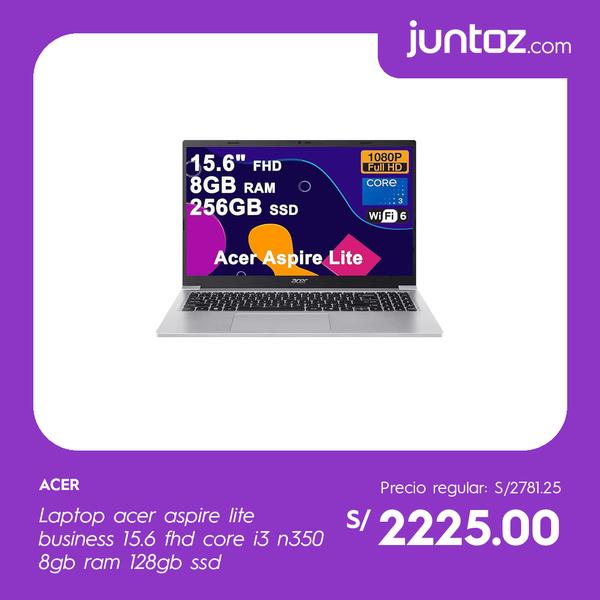 juntoz.com
15.6" FHD
8GB RAM
256GB SSD
1080P
Full HD
CORE
i3
WiFi 6
Acer Aspire Lite
acer
ACER
Laptop acer aspire lite
business 15.6 fhd core i3 n350
8gb ram 128gb ssd
Precio regular: S/2781.25
S/ 2225.00